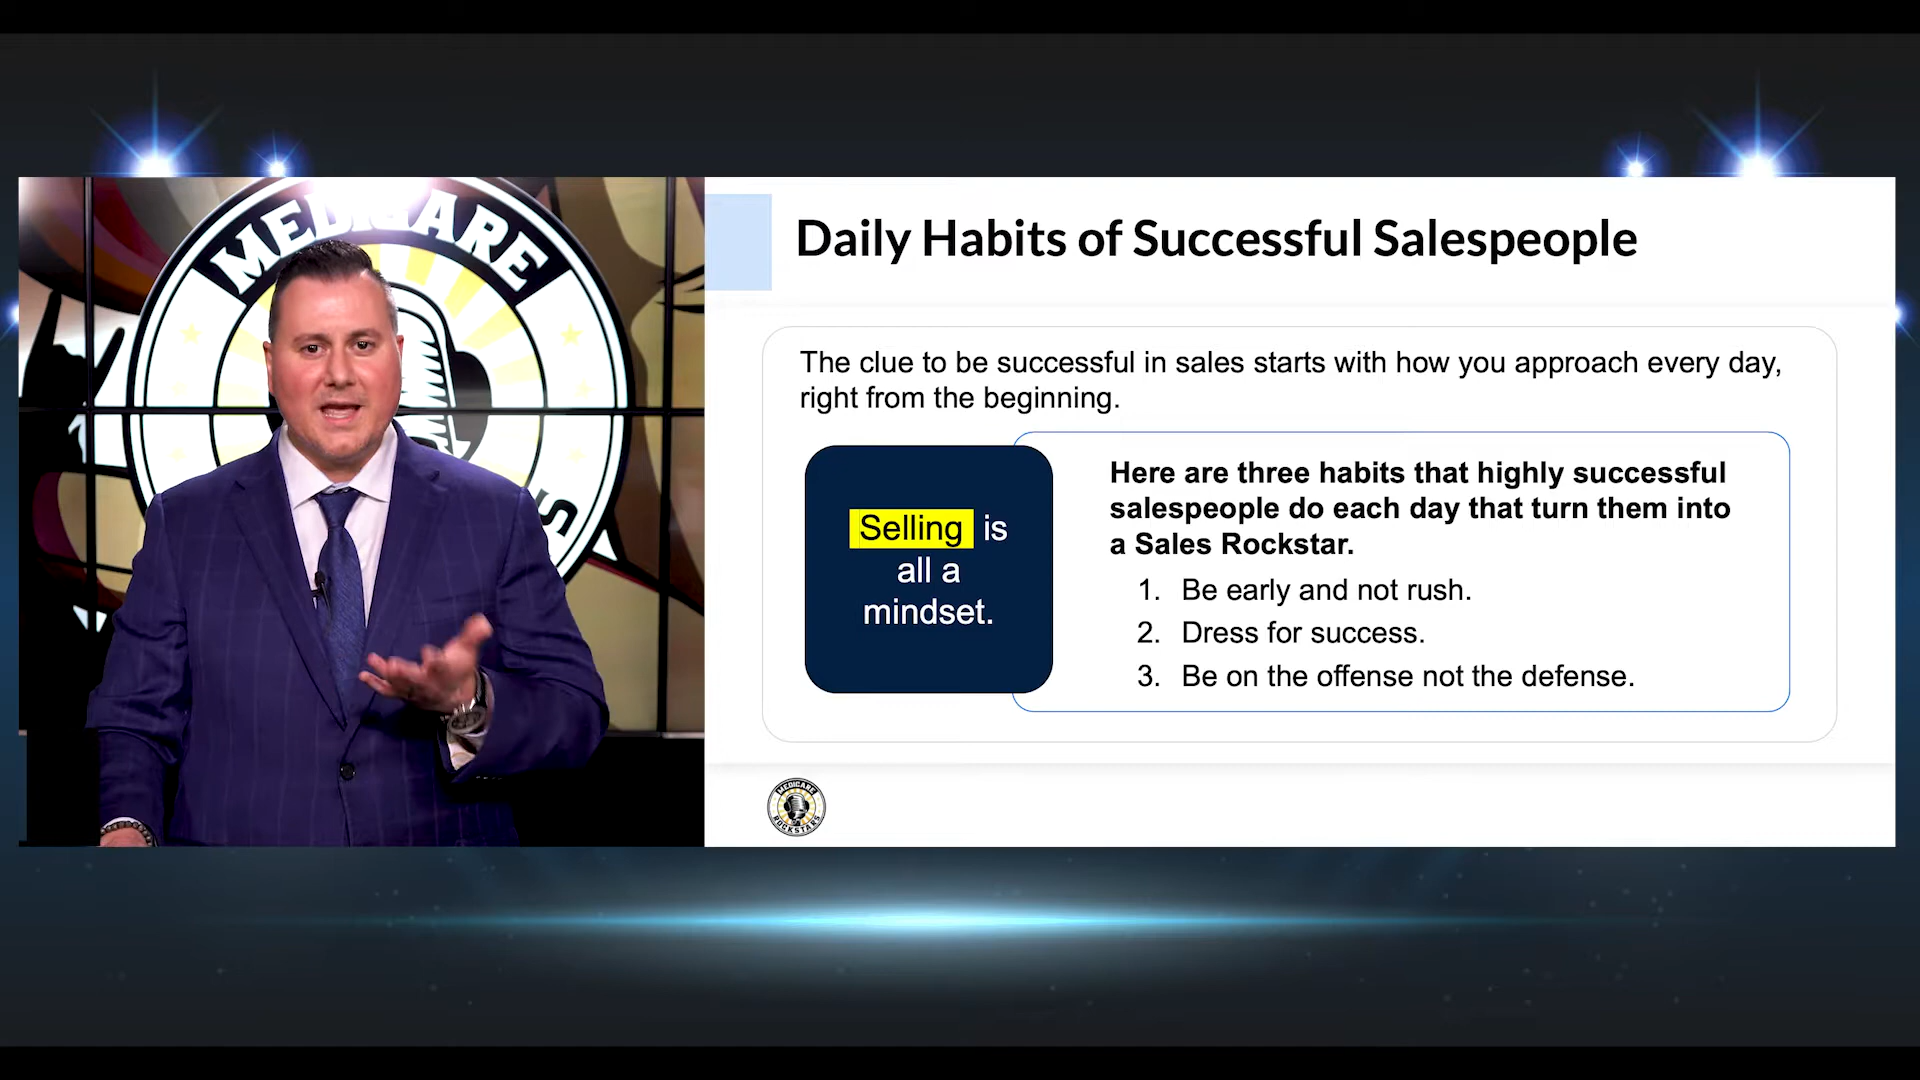 MEDICARE
Daily Habits of Successful Salespeople
The clue to be successful in sales starts with how you approach every day,
right from the beginning.
Selling is
all a
mindset.
Here are three habits that highly successful
salespeople do each day that turn them into
a Sales Rockstar.
1. Be early and not rush.
2. Dress for success.
3. Be on the offense not the defense.
MEDICARE
ROCKSTARS